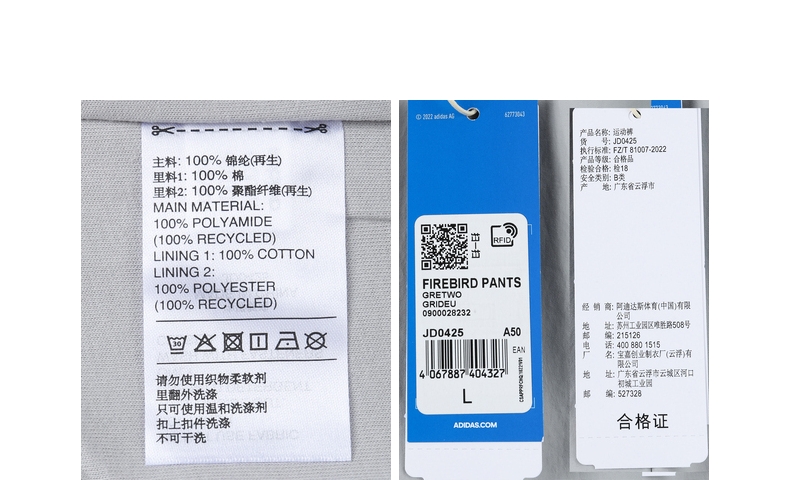 主料: 100% 锦纶(再生)
里料1: 100% 棉
里料2: 100% 聚酯纤维(再生)
MAIN MATERIAL:
100% POLYAMIDE
(100% RECYCLED)
LINING 1: 100% COTTON
LINING 2:
100% POLYESTER
(100% RECYCLED)
30
请勿使用织物柔软剂
里翻外洗涤
只可使用温和洗涤剂
扣上扣件洗涤
不可干洗
© 2022 adidas AG
62773043
RFID
FIREBIRD PANTS
GRETWO
GRIDEU
0900028232
JD0425 A50
EAN
4 067887 404327
L
ADIDAS.COM
产品名称: 运动裤
货 号: JD0425
执行标准: FZ/T 81007-2022
产品等级: 合格品
检验合格: 检18
安全类别: B类
产 地: 广东省云浮市
经 销 商: 阿迪达斯体育(中国)有限
公司
地 址: 苏州工业园区唯胜路508号
邮 编: 215126
电 话: 400 880 1515
厂 名: 宝嘉创业制衣厂(云浮)有
限公司
地 址: 广东省云浮市云城区河口
初城工业园
邮 编: 527328
合格证